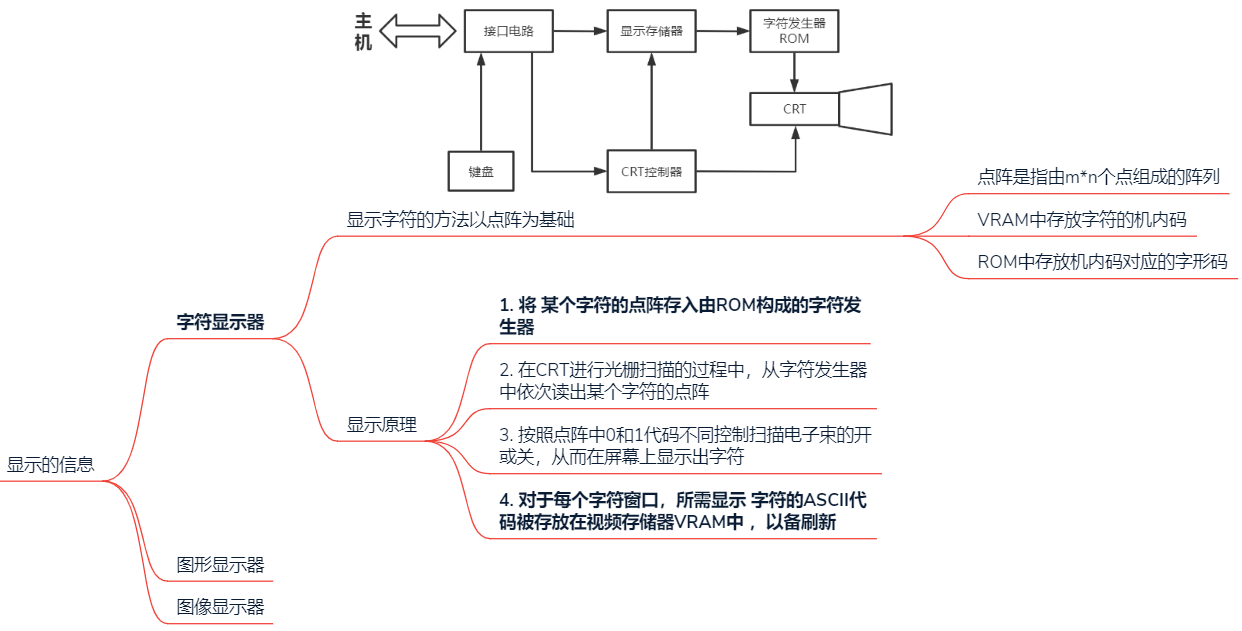 主
机
接口电路
显示存储器
字符发生器
ROM
CRT
键盘
CRT控制器
点阵是指由m*n个点组成的阵列
显示字符的方法以点阵为基础
VRAM中存放字符的机内码
ROM中存放机内码对应的字形码
字符显示器
1. 将 某个字符的点阵存入由ROM构成的字符发
生器
2. 在CRT进行光栅扫描的过程中，从字符发生器
中依次读出某个字符的点阵
显示原理
3. 按照点阵中0和1代码不同控制扫描电子束的开
或关，从而在屏幕上显示出字符
显示的信息
4. 对于每个字符窗口，所需显示 字符的ASCII代
码被存放在视频存储器VRAM中 ，以备刷新
图形显示器
图像显示器